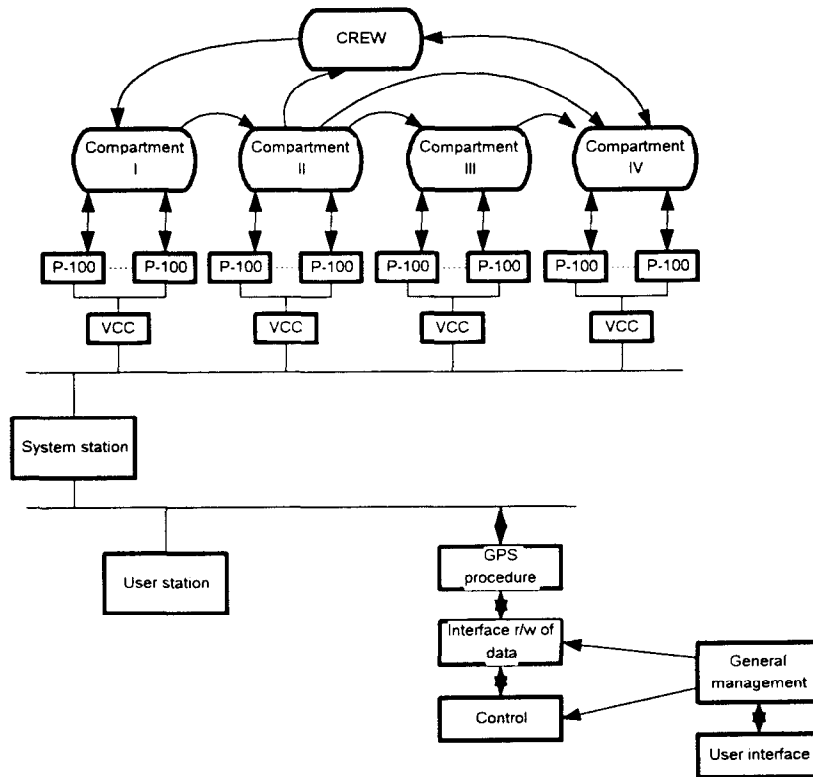 CREW
Compartment
I
Compartment
II
Compartment
III
Compartment
IV
P-100
P-100
P-100
P-100
P-100
P-100
P-100
P-100
VCC
VCC
VCC
VCC
System station
User station
GPS
procedure
Interface r/w of
data
Control
General
management
User interface